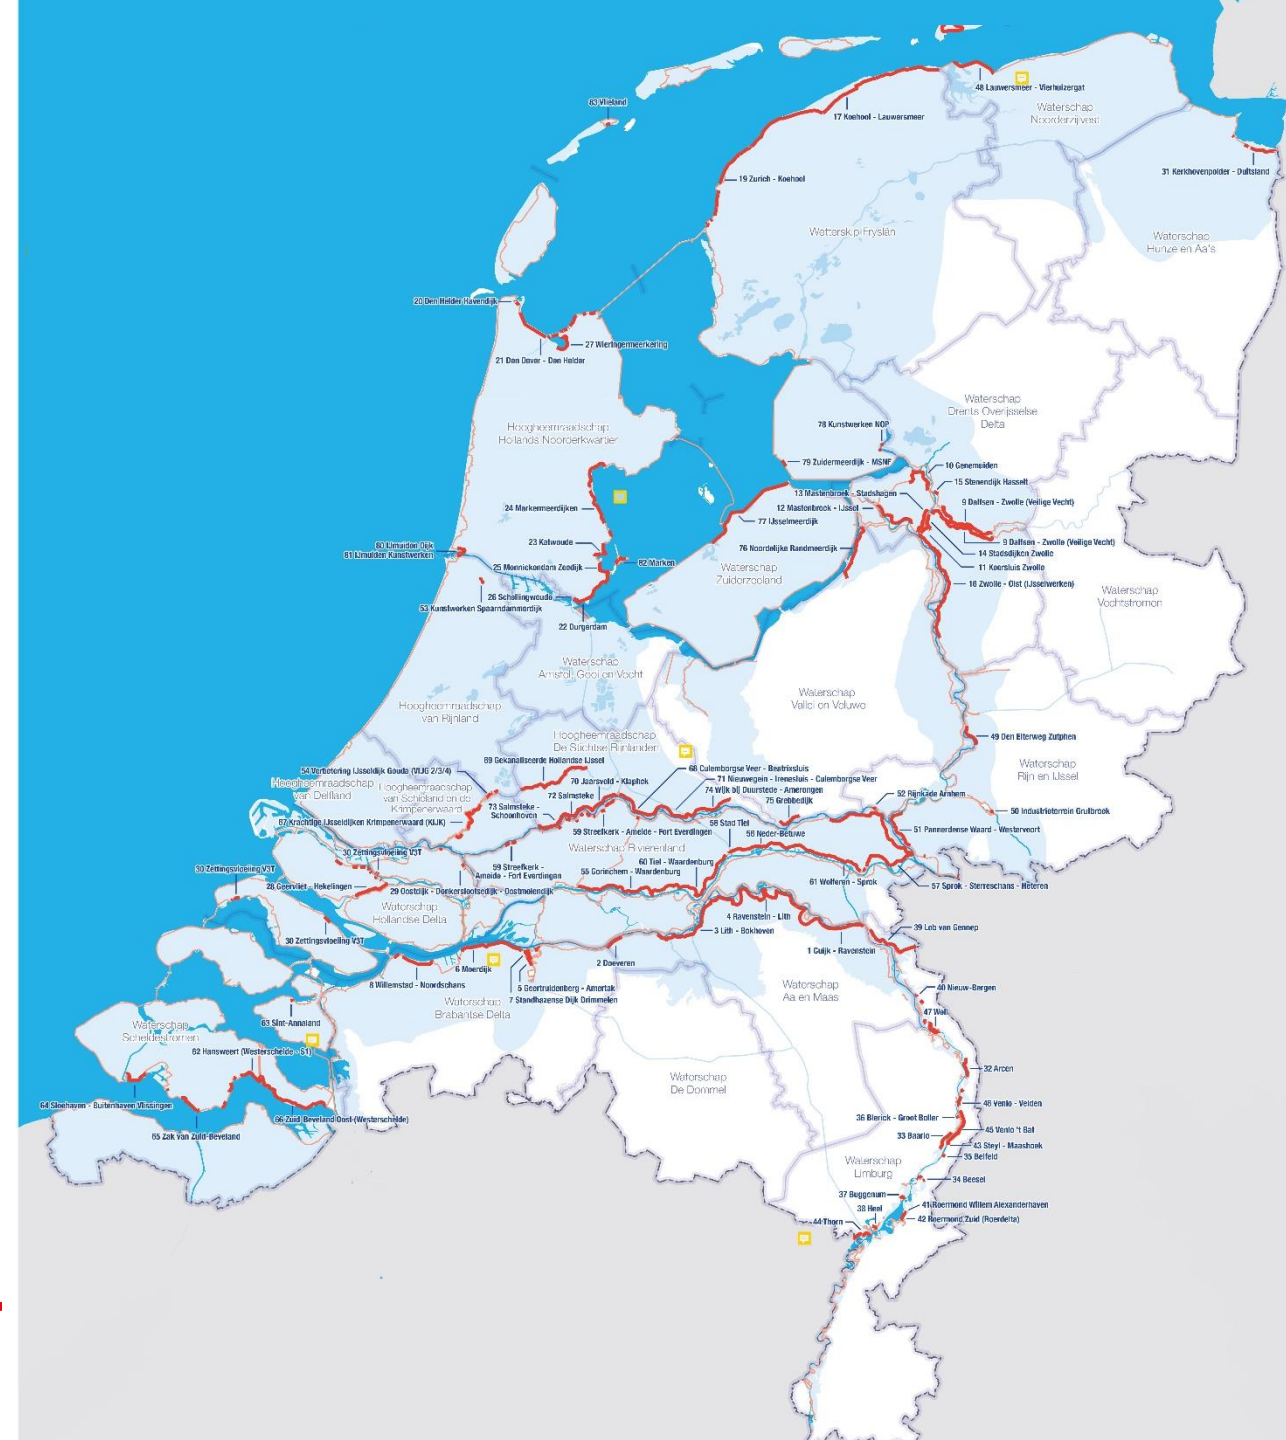 48 Lauwersmeer - Vierhuizergat
83 Vlieland
Waterschap
Noorderzijlvest
17 Koehool - Lauwersmeer
31 Kerkhovenpolder - Duitsland
19 Zurich - Koehool
Wetterskip Fryslân
Waterschap
Hunze en Aa's
20 Den Helder Havendijk
27 Wieringermeerkering
21 Den Oever - Den Helder
Waterschap
Drents Overijsselse
Delta
Hoogheemraadschap
Hollands Noorderkwartier
78 Kunstwerken NOP
79 Zuidermeerdijk - MSNF
10 Genemuiden
15 Stenendijk Hasselt
13 Mastenbroek - Stadshagen
9 Dalfsen - Zwolle (Veilige Vecht)
12 Mastenbroek - IJssel
24 Markermeerdijken
77 IJsselmeerdijk
23 Katwoude
9 Dalfsen - Zwolle (Veilige Vecht)
80 IJmuiden Dijk
81 IJmuiden Kunstwerken
76 Noordelijke Randmeerdijk
14 Stadsdijken Zwolle
82 Marken
25 Monnickendam Zeedijk
Waterschap
Zuiderzeeland
11 Keersluis Zwolle
18 Zwolle - Olst (IJsselwerken)
26 Schellingwoude
53 Kunstwerken Spaarndammerdijk
22 Durgerdam
Waterschap
Vechtstromen
Waterschap
Amstel, Gooi en Vecht
Waterschap
Vallei en Veluwe
Hoogheemraadschap
van Rijnland
Hoogheemraadschap
De Stichtse Rijnlanden
49 Den Elterweg Zutphen
69 Gekanaliseerde Hollandse IJssel
Waterschap
Rijn en IJssel
54 Verbetering IJsseldijk Gouda (VIJG 2/3/4)
68 Culemborgse Veer - Beatrixsluis
70 Jaarsveld - Klaphek
71 Nieuwegein - Irenesluis - Culemborgse Veer
Hoogheemraadschap
van Delfland
Hoogheemraadschap
van Schieland en de
Krimpenerwaard
74 Wijk bij Duurstede - Amerongen
72 Salmsteke
75 Grebbedijk
52 Rijnkade Arnhem
73 Salmsteke -
Schoonhoven
50 Industrieterrein Grutbroek
67 Krachtige IJsseldijken Krimpenerwaard (KIJK)
58 Stad Tiel
59 Streefkerk - Ameide - Fort Everdingen
56 Neder-Betuwe
51 Pannerdense Waard - Westervoort
Waterschap Rivierenland
30 Zettingsvloeiing V3T
60 Tiel - Waardenburg
59 Streefkerk -
Ameide - Fort Everdingen
55 Gorinchem - Waardenburg
30 Zettingsvloeiing V3T
61 Wolferen - Sprok
57 Sprok - Sterreschans - Heteren
28 Geervliet - Hekelingen
29 Oostdijk - Donkerslootsedijk - Oostmolendijk
Waterschap
Hollandse Delta
4 Ravenstein - Lith
3 Lith - Bokhoven
39 Lob van Gennep
30 Zettingsvloeiing V3T
1 Cuijk - Ravenstein
2 Doeveren
6 Moerdijk
8 Willemstad - Noordschans
5 Geertruidenberg - Amertak
7 Standhazense Dijk Drimmelen
Waterschap
Brabantse Delta
Waterschap
Aa en Maas
40 Nieuw-Bergen
47 Well
63 Sint-Annaland
Waterschap
Scheldestromen
62 Hansweert (Westerschelde - S1)
32 Arcen
Waterschap
De Dommel
64 Sloehaven - Buitenhaven Vlissingen
46 Venlo - Velden
36 Blerick - Groot Boller
66 Zuid-Beveland Oost (Westerschelde)
45 Venlo 't Bat
65 Zak van Zuid-Beveland
33 Baarlo
43 Steyl - Maashoek
35 Belfeld
Waterschap
Limburg
34 Beesel
37 Buggenum
41 Roermond Willem Alexanderhaven
38 Heel
42 Roermond Zuid (Roerdelta)
44 Thorn